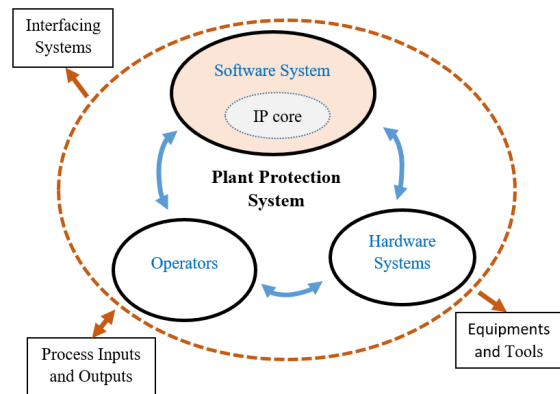 Interfacing
Systems
Software System
IP core
Plant Protection
System
Operators
Hardware
Systems
Process Inputs
and Outputs
Equipments
and Tools